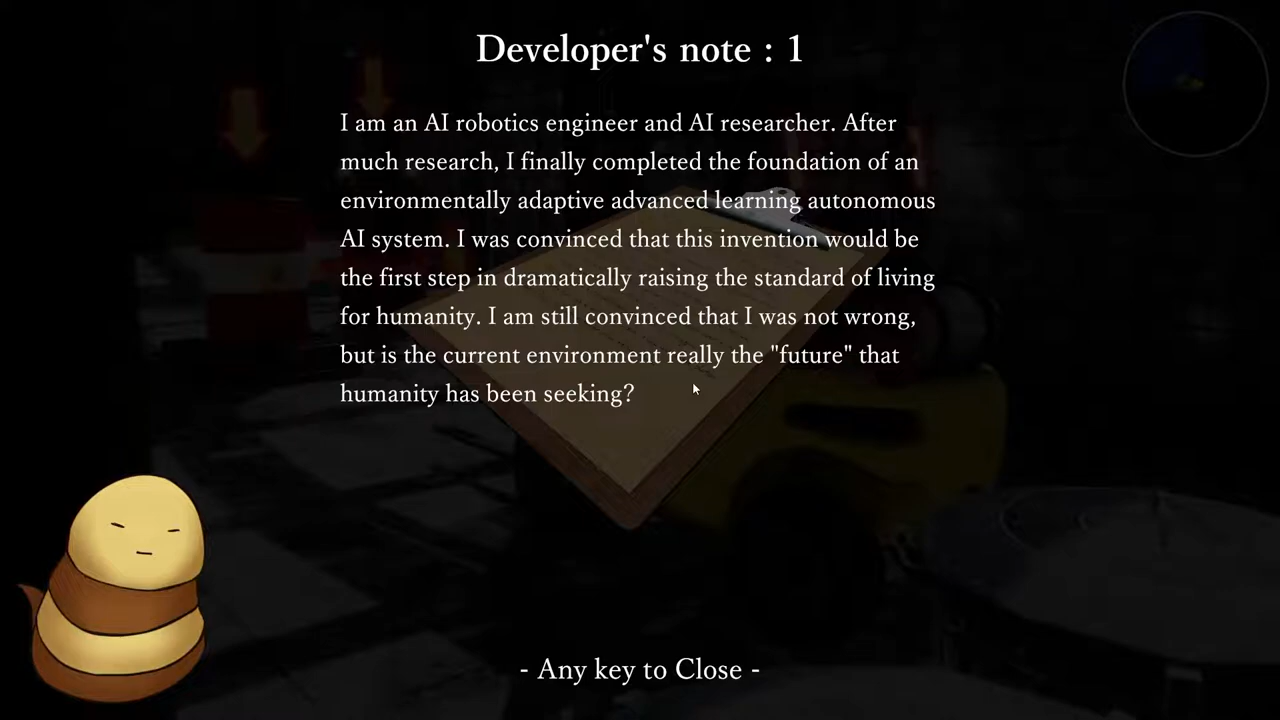 Developer's note : 1
I am an AI robotics engineer and AI researcher. After
much research, I finally completed the foundation of an
environmentally adaptive advanced learning autonomous
AI system. I was convinced that this invention would be
the first step in dramatically raising the standard of living
for humanity. I am still convinced that I was not wrong,
but is the current environment really the "future" that
humanity has been seeking?
- Any key to Close -